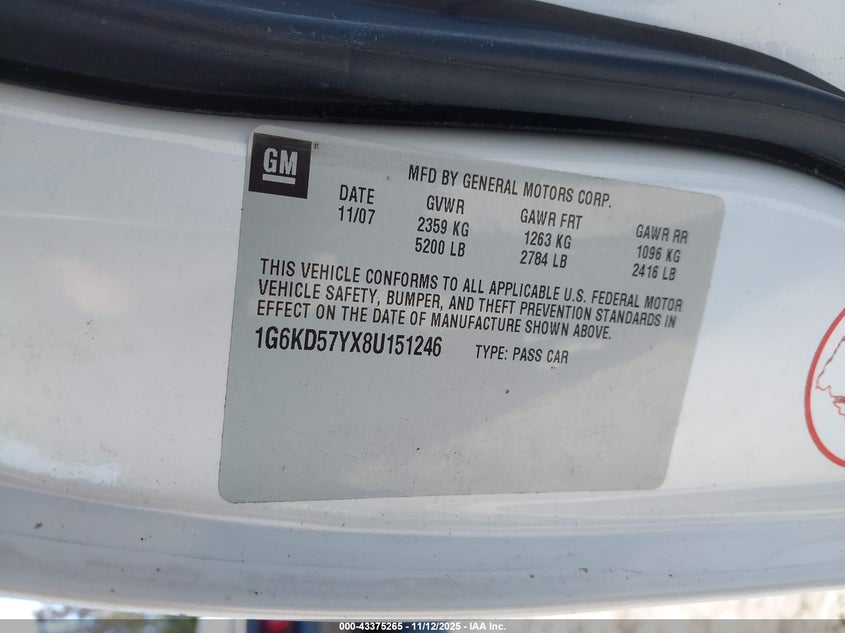 GM®
MFD BY GENERAL MOTORS CORP.
DATE GVWR GAWR FRT GAWR RR
11/07 2359 KG 1263 KG 1096 KG
5200 LB 2784 LB 2416 LB
THIS VEHICLE CONFORMS TO ALL APPLICABLE U.S. FEDERAL MOTOR
VEHICLE SAFETY, BUMPER, AND THEFT PREVENTION STANDARDS IN
EFFECT ON THE DATE OF MANUFACTURE SHOWN ABOVE.
1G6KD57YX8U151246 TYPE: PASS CAR
000-43375265 - 11/12/2025 - IAA Inc.